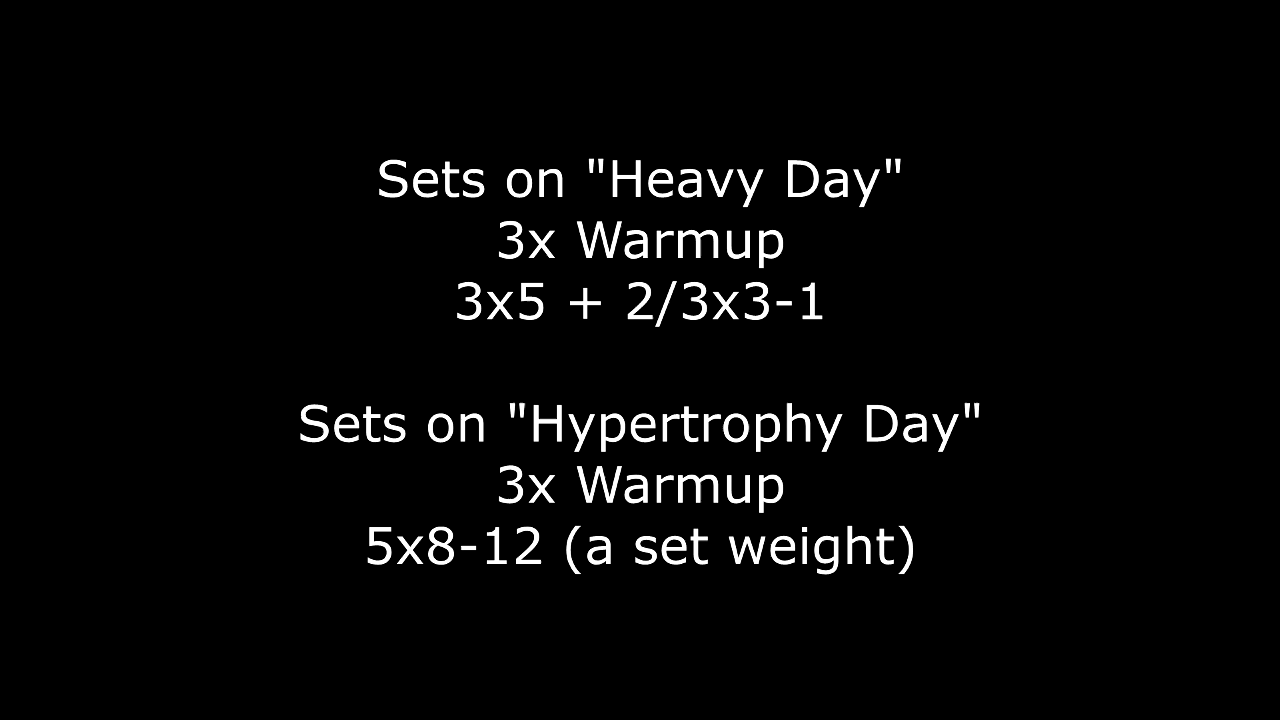 Sets on "Heavy Day"
3x Warmup
3x5 + 2/3x3-1
Sets on "Hypertrophy Day"
3x Warmup
5x8-12 (a set weight)